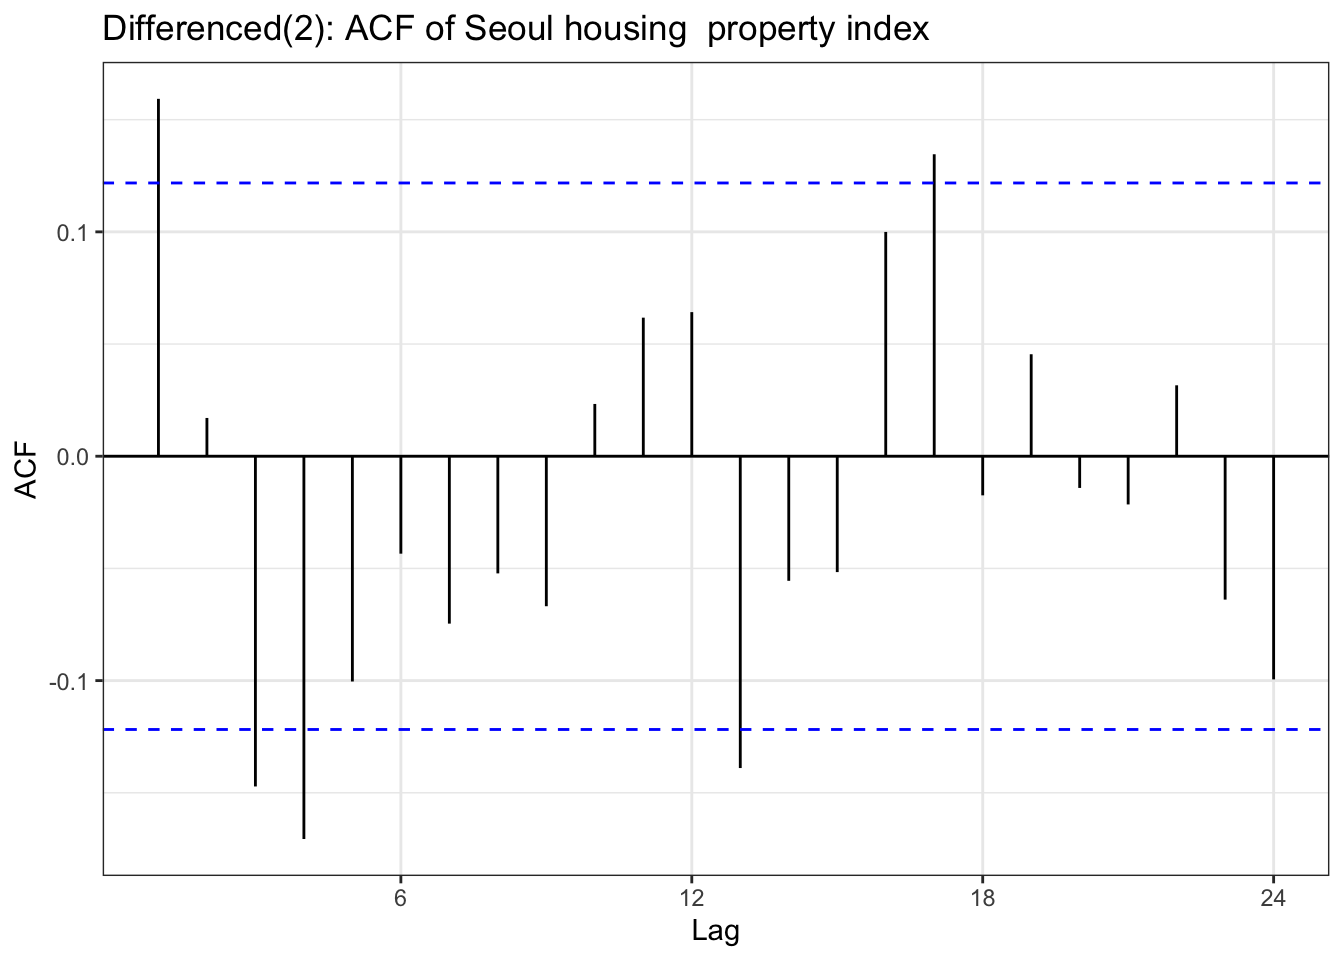 Differenced(2): ACF of Seoul housing  property index
0.1
0.0
-0.1
ACF
6
12
18
24
Lag